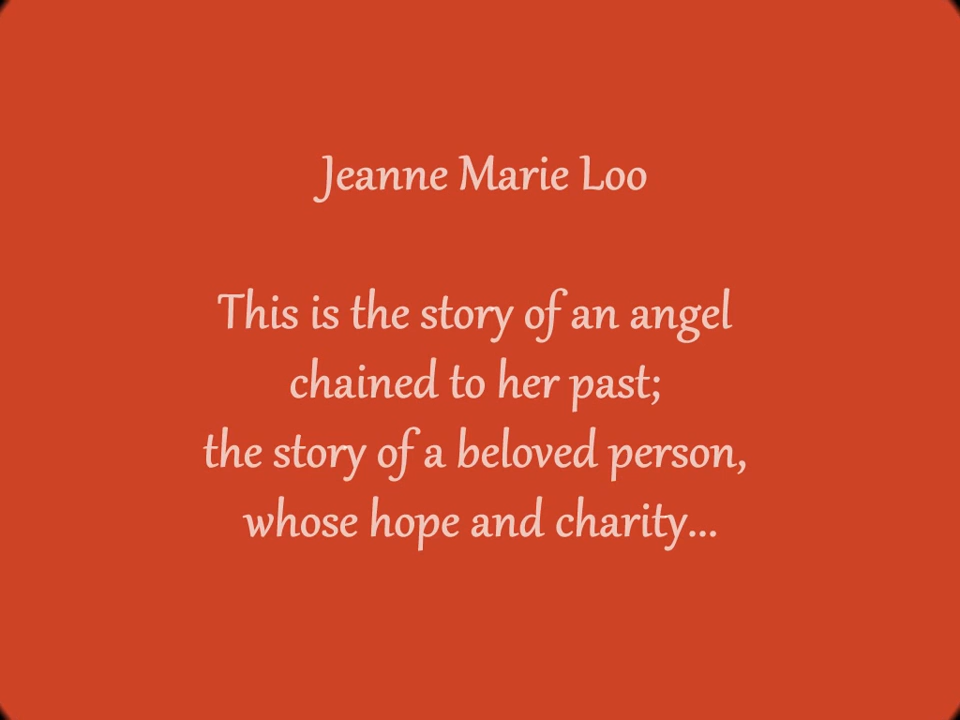 Jeanne Marie Loo
This is the story of an angel
chained to her past;
the story of a beloved person,
whose hope and charity...